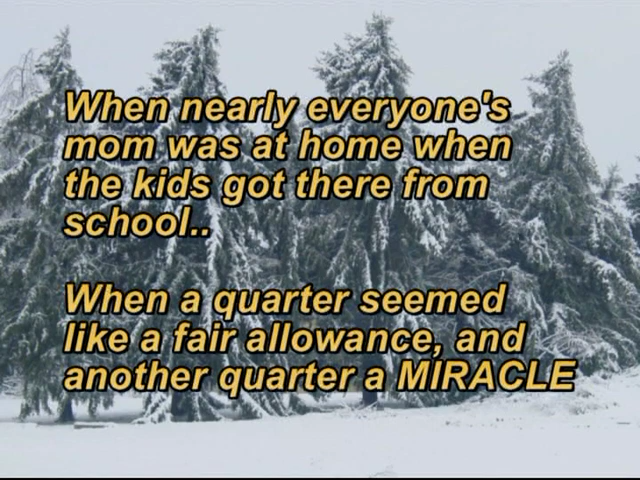 When nearly everyone's
mom was at home when
the kids got there from
school..
When a quarter seemed
like a fair allowance, and
another quarter a MIRACLE